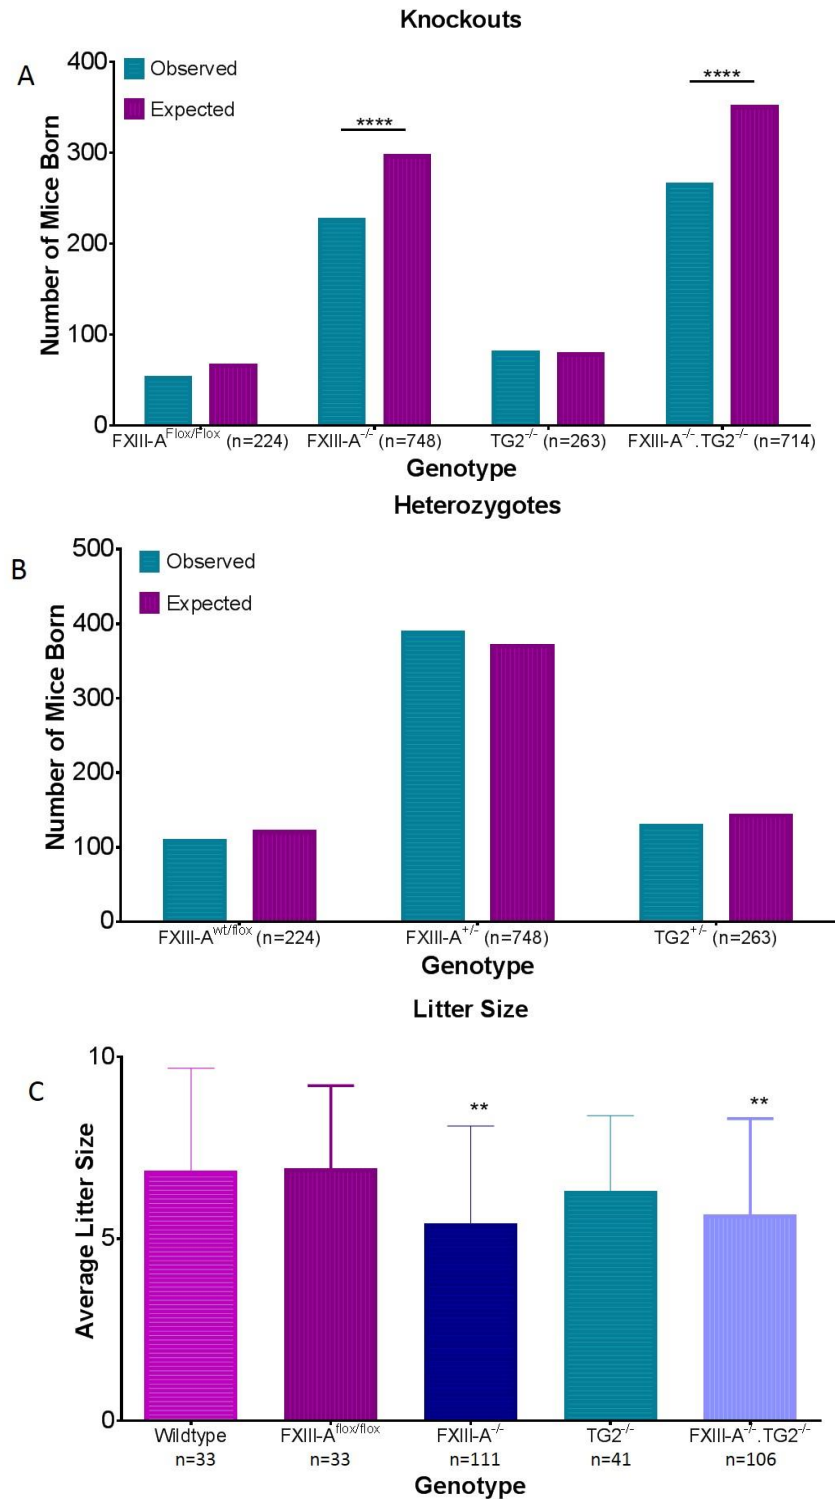 Knockouts
A
Observed
Expected
****
****
400
300
200
100
0
Number of Mice Born
FXIII-A^Flox/Flox (n=224) FXIII-A^-/- (n=748) TG2^-/- (n=263) FXIII-A^-/-.TG2^-/- (n=714)
Genotype
Heterozygotes
B
Observed
Expected
500
400
300
200
100
0
Number of Mice Born
FXIII-A^wt/flox (n=224) FXIII-A^+/- (n=748) TG2^+/- (n=263)
Genotype
Litter Size
C
10
5
0
Average Litter Size
**
**
Wildtype FXIII-A^flox/flox FXIII-A^-/- TG2^-/- FXIII-A^-/-.TG2^-/-
n=33 n=33 n=111 n=41 n=106
Genotype